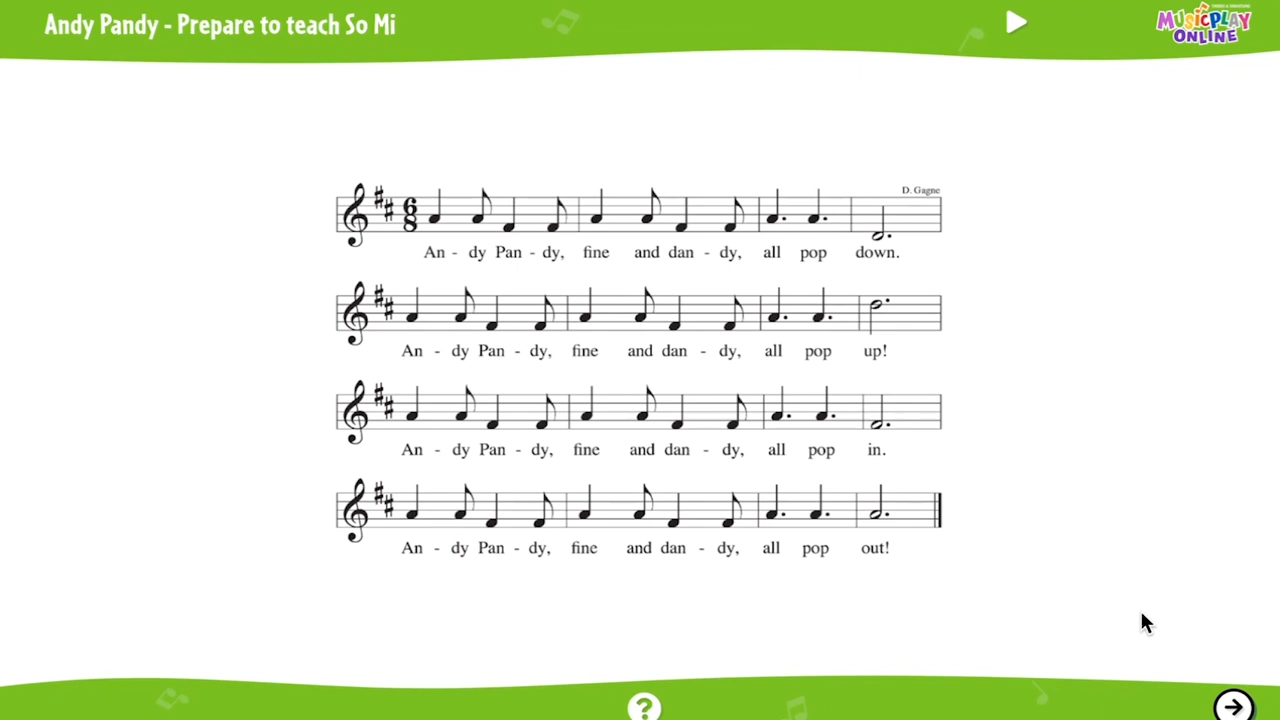 Andy Pandy - Prepare to teach So Mi
MUSICPLAY
ONLINE
D. Gagne
6
8
An - dy Pan - dy, fine and dan - dy, all pop down.
An - dy Pan - dy, fine and dan - dy, all pop up!
An - dy Pan - dy, fine and dan - dy, all pop in.
An - dy Pan - dy, fine and dan - dy, all pop out!
?